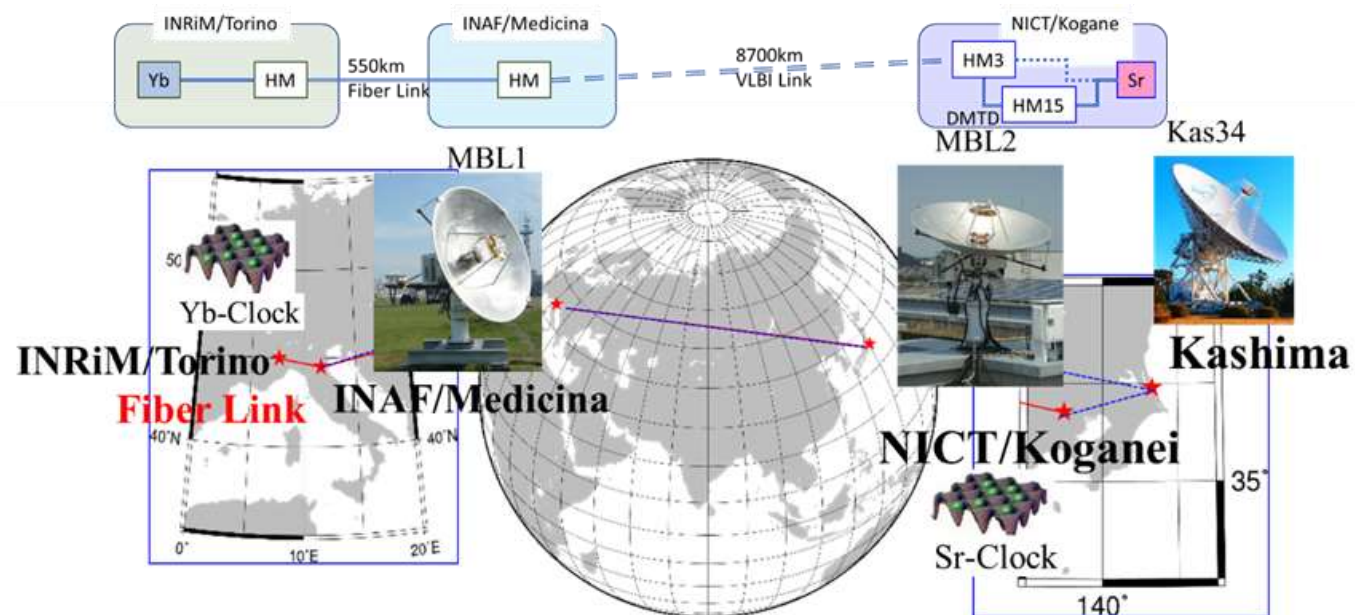 INRiM/Torino
INAF/Medicina
NICT/Kogane
Yb
HM
550km
Fiber Link
HM
8700km
VLBI Link
HM3
HM15
Sr
DMTD
MBL1
MBL2
Kas34
50
Yb-Clock
INRiM/Torino
Fiber Link
INAF/Medicina
40°N
40°N
0°
10°E
20°E
Kashima
NICT/Koganei
Sr-Clock
35°
140°